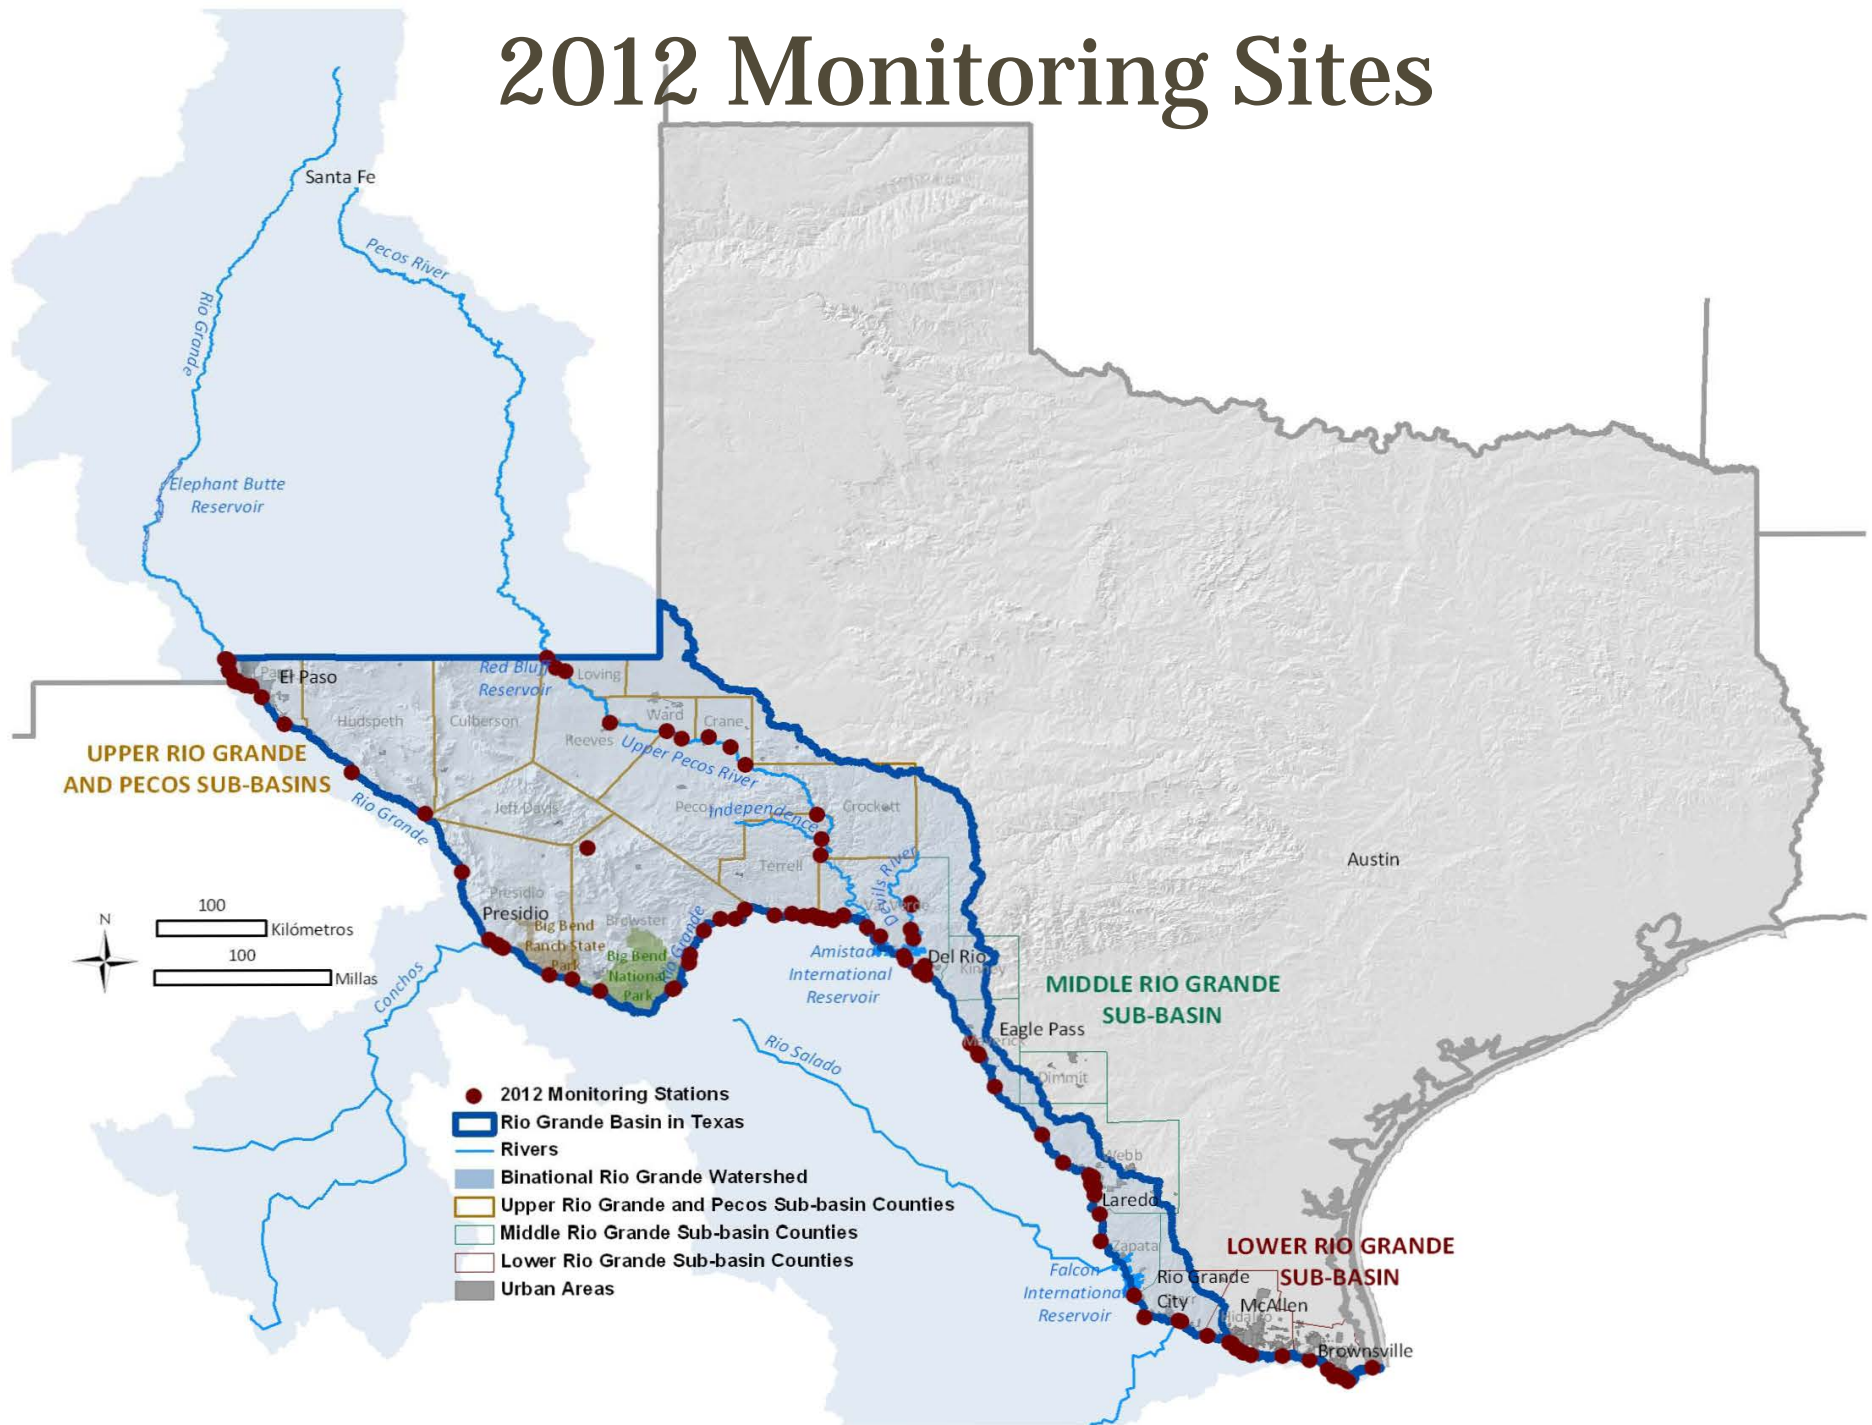 2012 Monitoring Sites
Santa Fe
Pecos River
Rio Grande
Elephant Butte
Reservoir
El Paso
Red Bluff
Reservoir
Loving
Hudspeth
Culberson
Ward
Crane
Reeves
Upper Pecos River
UPPER RIO GRANDE
AND PECOS SUB-BASINS
Rio Grande
Jeff Davis
Independence
Crockett
Terrell
Devils River
Austin
Presidio
Presidio
Brewster
Big Bend
Ranch State
Park
Big Bend
National
Park
Rio Grande
Val Verde
Del Rio
Kinney
Amistad
International
Reservoir
N
100
Kilómetros
100
Millas
Conchos
MIDDLE RIO GRANDE
SUB-BASIN
Eagle Pass
Maverick
Dimmit
Rio Salado
Webb
Laredo
Zapata
Falcon
International
Reservoir
LOWER RIO GRANDE
SUB-BASIN
Rio Grande
City
Starr
McAllen
Hidalgo
Brownsville
2012 Monitoring Stations
Rio Grande Basin in Texas
Rivers
Binational Rio Grande Watershed
Upper Rio Grande and Pecos Sub-basin Counties
Middle Rio Grande Sub-basin Counties
Lower Rio Grande Sub-basin Counties
Urban Areas